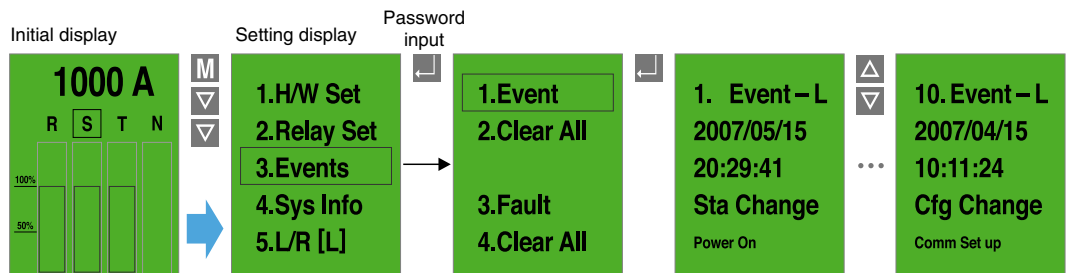 Initial display
1000 A
R S T N
100%
50%
M
Setting display
1.H/W Set
2.Relay Set
3.Events
4.Sys Info
5.L/R [L]
Password
input
1.Event
2.Clear All
3.Fault
4.Clear All
1. Event – L
2007/05/15
20:29:41
Sta Change
Power On
...
10. Event – L
2007/04/15
10:11:24
Cfg Change
Comm Set up